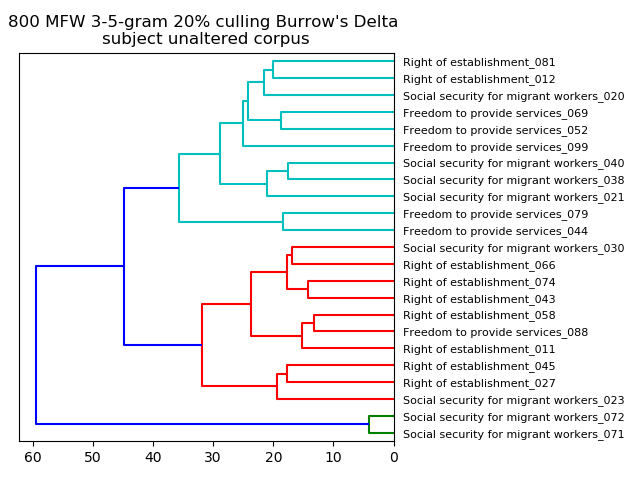 800 MFW 3-5-gram 20% culling Burrow's Delta
subject unaltered corpus
Right of establishment_081
Right of establishment_012
Social security for migrant workers_020
Freedom to provide services_069
Freedom to provide services_052
Freedom to provide services_099
Social security for migrant workers_040
Social security for migrant workers_038
Social security for migrant workers_021
Freedom to provide services_079
Freedom to provide services_044
Social security for migrant workers_030
Right of establishment_066
Right of establishment_074
Right of establishment_043
Right of establishment_058
Freedom to provide services_088
Right of establishment_011
Right of establishment_045
Right of establishment_027
Social security for migrant workers_023
Social security for migrant workers_072
Social security for migrant workers_071
60 50 40 30 20 10 0